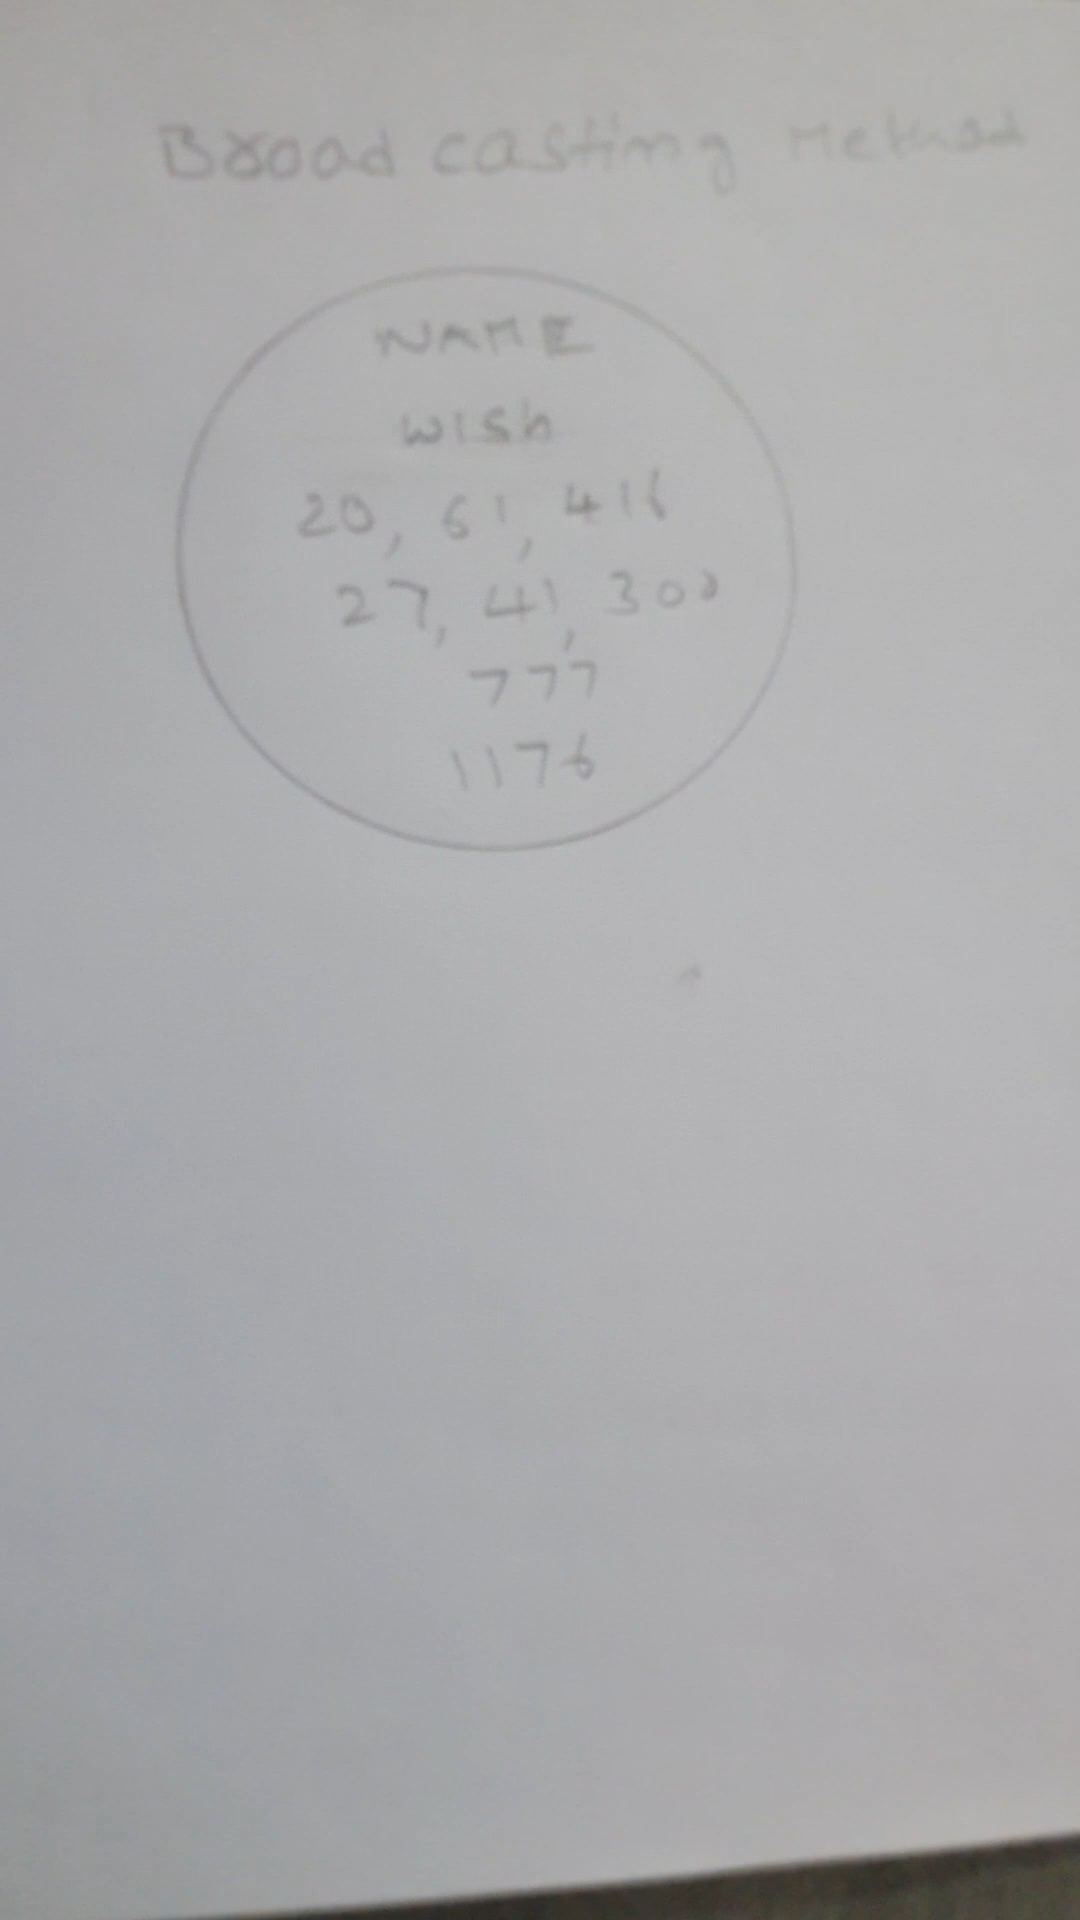 Broad casting Method
NAME
WISh
20, 61, 416
27, 41, 300
777
1176